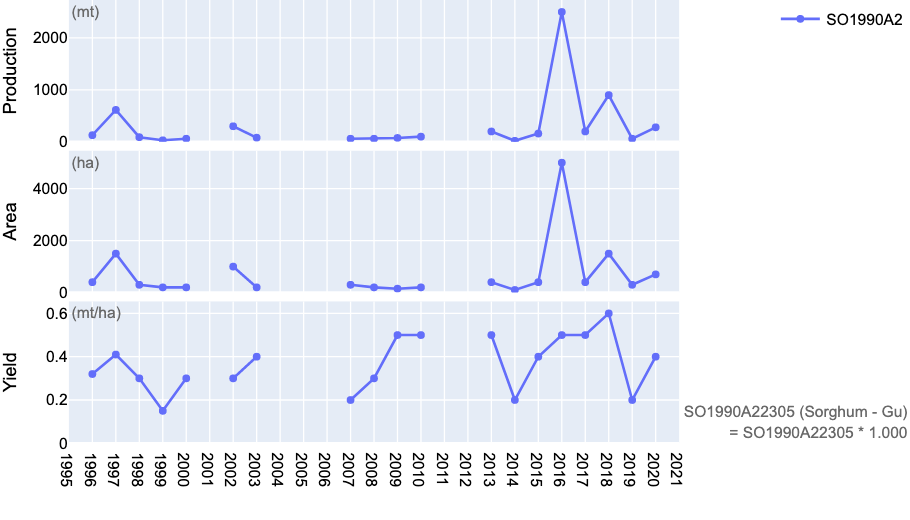 (mt)
SO1990A2
Production
2000
1000
0
(ha)
Area
4000
2000
0
(mt/ha)
Yield
0.6
0.4
0.2
0
SO1990A22305 (Sorghum - Gu)
= SO1990A22305 * 1.000
1995 1996 1997 1998 1999 2000 2001 2002 2003 2004 2005 2006 2007 2008 2009 2010 2011 2012 2013 2014 2015 2016 2017 2018 2019 2020 2021